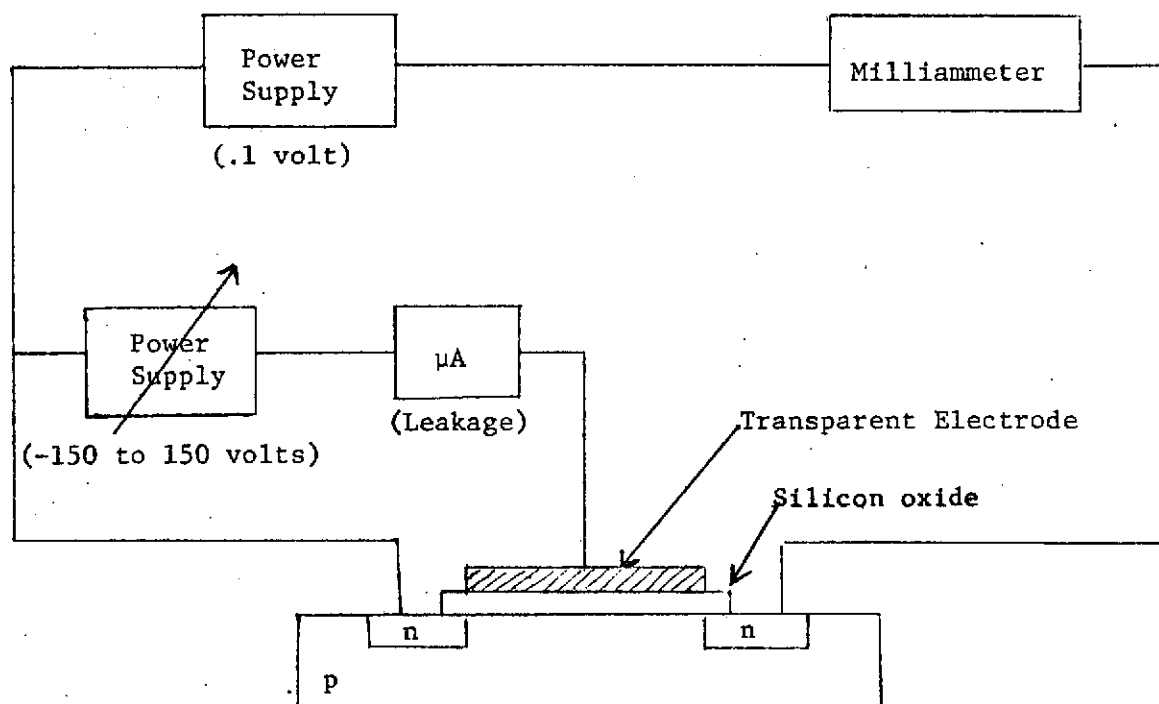 Power
Supply
(.1 volt)
Milliammeter
Power
Supply
(-150 to 150 volts)
μA
(Leakage)
Transparent Electrode
Silicon oxide
n
n
p